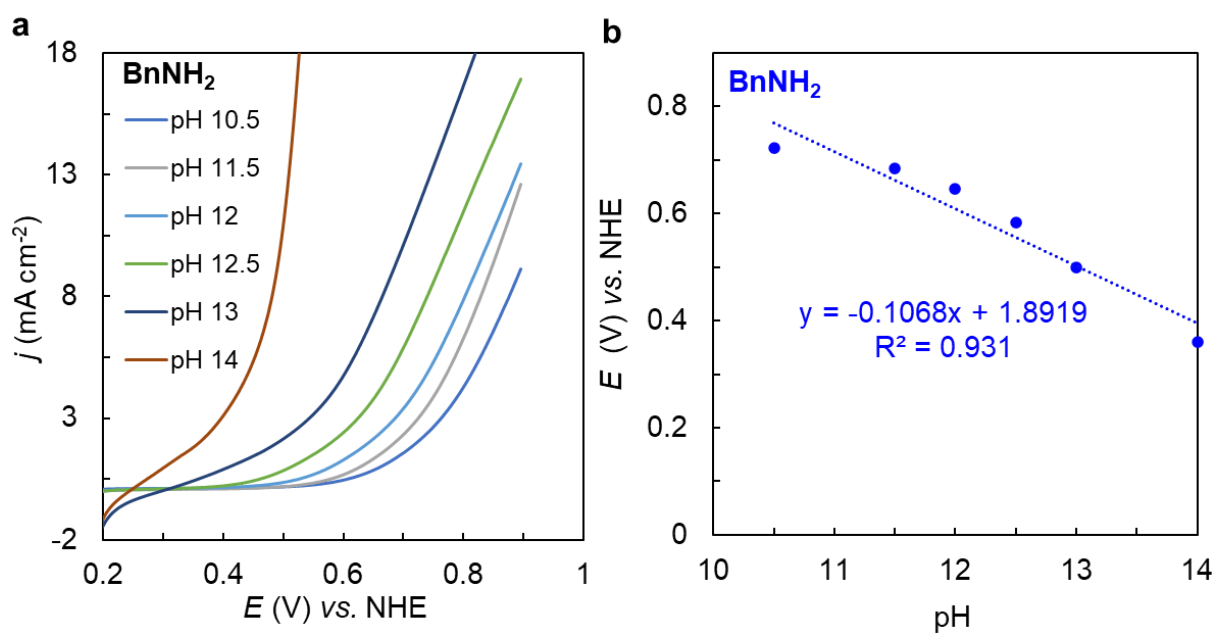 a
BnNH₂
pH 10.5
pH 11.5
pH 12
pH 12.5
pH 13
pH 14
18
13
8
3
-2
j (mA cm⁻²)
0.2
0.4
0.6
0.8
1
E (V) vs. NHE
b
BnNH₂
y = -0.1068x + 1.8919
R² = 0.931
0.8
0.6
0.4
0.2
0
E (V) vs. NHE
10
11
12
13
14
pH